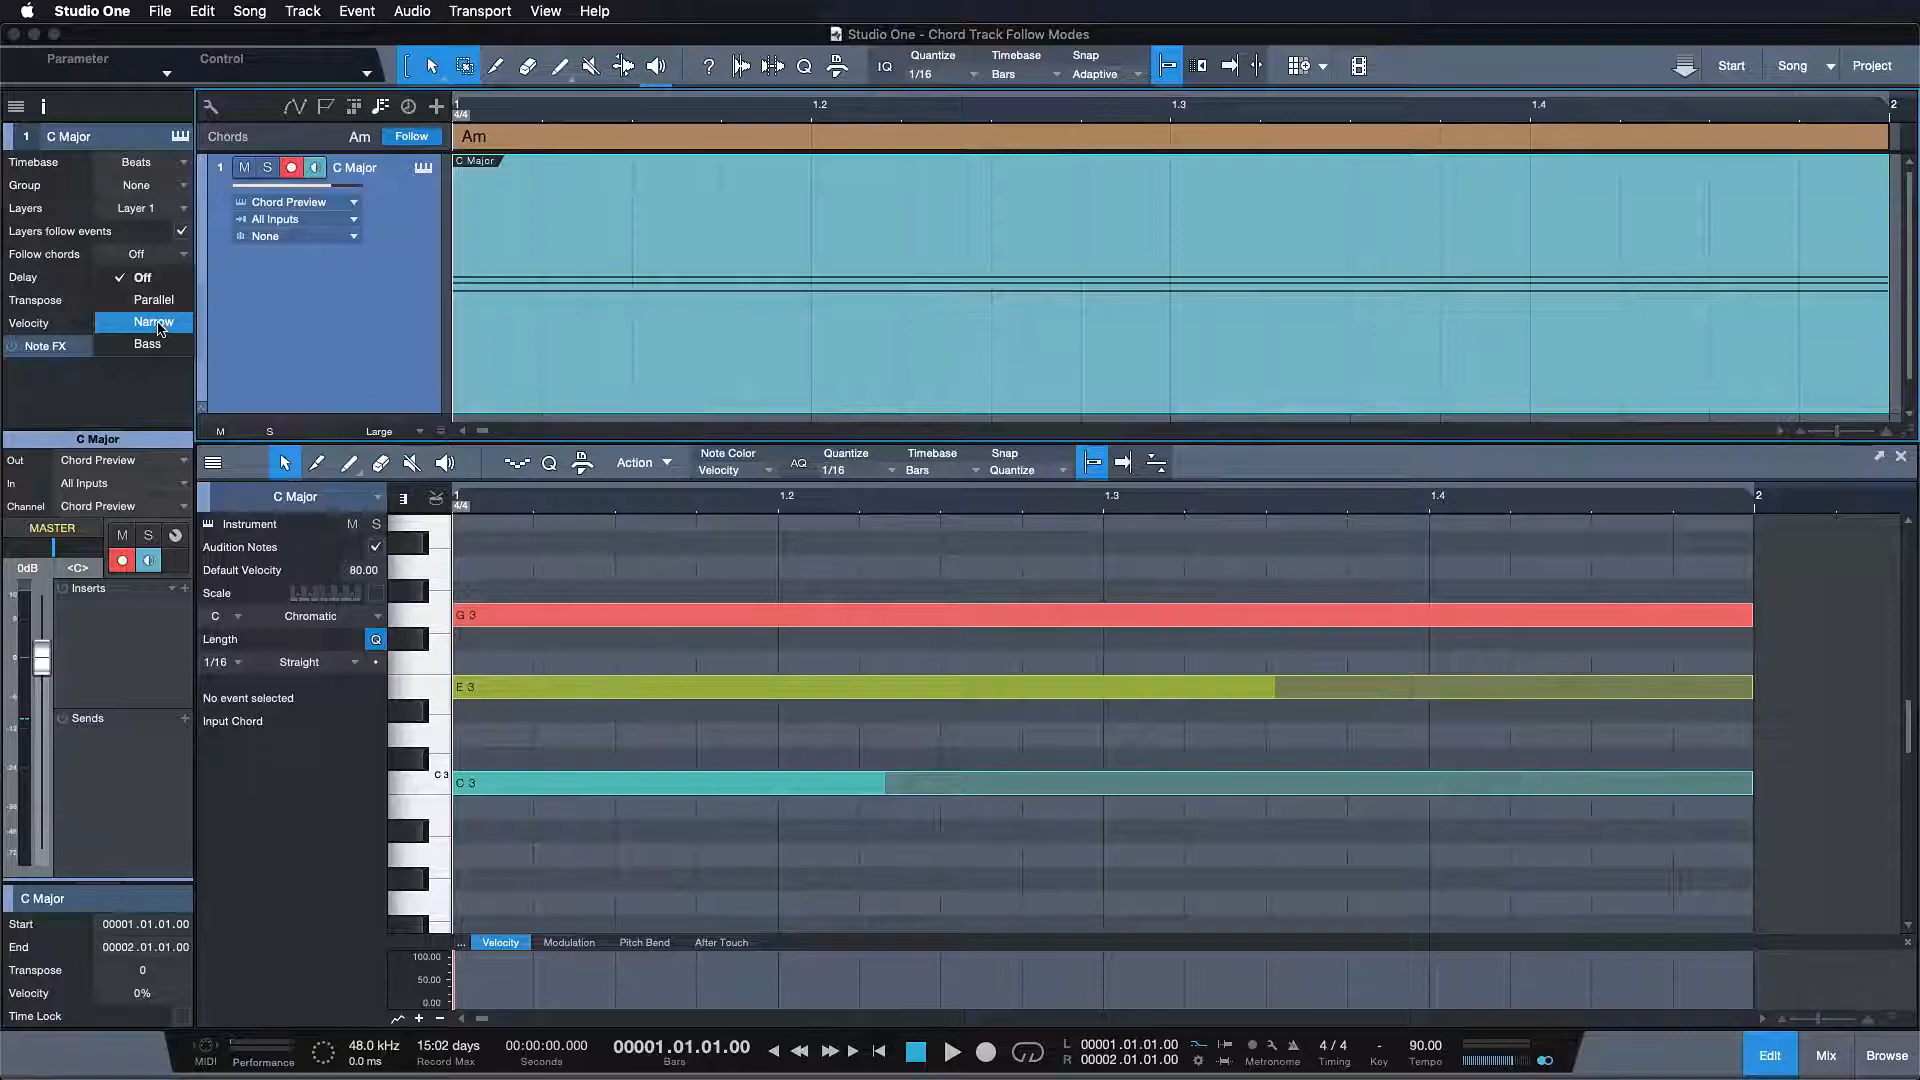 Studio One File Edit Song Track Event Audio Transport View Help
Studio One - Chord Track Follow Modes
Parameter Control
? IQ Quantize 1/16 Timebase Bars Snap Adaptive
Start Song Project
i
1 C Major
Timebase Beats
Group None
Layers Layer 1
Layers follow events
Follow chords Off
Delay Off
Transpose Parallel
Velocity Narrow
Note FX Bass
1 1.2 1.3 1.4 2
4/4
Chords Am Follow Am
1 M S C Major
C Major
Chord Preview
All Inputs
None
M S Large
C Major
Out Chord Preview
In All Inputs
Channel Chord Preview
MASTER M S
0dB <C>
Inserts
Sends
Action Note Color Velocity AQ Quantize 1/16 Timebase Bars Snap Quantize
C Major
1 1.2 1.3 1.4 2
4/4
Instrument M S
Audition Notes
Default Velocity 80.00
Scale
C Chromatic
Length Q
1/16 Straight
No event selected
Input Chord
G 3
E 3
C 3 C 3
... Velocity Modulation Pitch Bend After Touch
100.00
50.00
0.00
C Major
Start 00001.01.01.00
End 00002.01.01.00
Transpose 0
Velocity 0%
Time Lock
MIDI Performance
48.0 kHz
0.0 ms
15:02 days
Record Max
00:00:00.000
Seconds
00001.01.01.00
Bars
L 00001.01.01.00
R 00002.01.01.00
Metronome
4 / 4
Timing
-
Key
90.00
Tempo
Edit Mix Browse